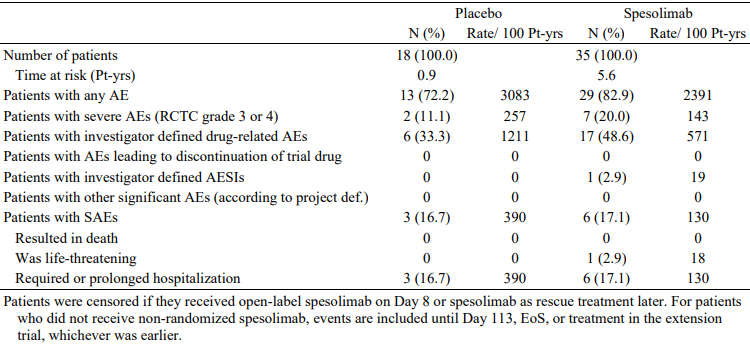 Placebo Spesolimab
N (%) Rate/ 100 Pt-yrs N (%) Rate/ 100 Pt-yrs
Number of patients 18 (100.0) 35 (100.0)
Time at risk (Pt-yrs) 0.9 5.6
Patients with any AE 13 (72.2) 3083 29 (82.9) 2391
Patients with severe AEs (RCTC grade 3 or 4) 2 (11.1) 257 7 (20.0) 143
Patients with investigator defined drug-related AEs 6 (33.3) 1211 17 (48.6) 571
Patients with AEs leading to discontinuation of trial drug 0 0 0 0
Patients with investigator defined AESIs 0 0 1 (2.9) 19
Patients with other significant AEs (according to project def.) 0 0 0 0
Patients with SAEs 3 (16.7) 390 6 (17.1) 130
Resulted in death 0 0 0 0
Was life-threatening 0 0 1 (2.9) 18
Required or prolonged hospitalization 3 (16.7) 390 6 (17.1) 130
Patients were censored if they received open-label spesolimab on Day 8 or spesolimab as rescue treatment later. For patients
who did not receive non-randomized spesolimab, events are included until Day 113, EoS, or treatment in the extension
trial, whichever was earlier.